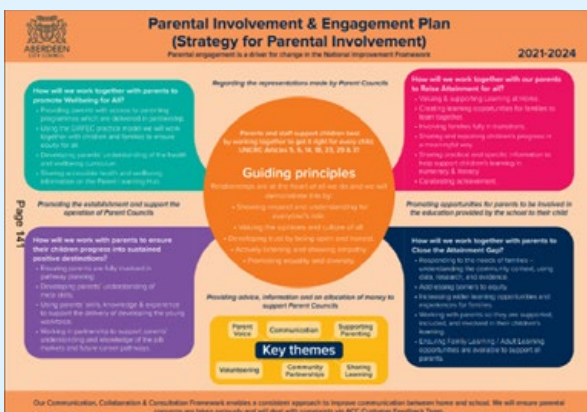 ABERDEEN
CITY COUNCIL
Parental Involvement & Engagement Plan
(Strategy for Parental Involvement)
Parental engagement is a driver for change in the National Improvement Framework
2021-2024
How will we work together with parents to
promote Wellbeing for All?
• Providing parents with access to parenting
programmes which are delivered in partnership.
• Using the GIRFEC practice model we will work
together with children and families to ensure
equity for all.
• Developing parents' understanding of the health
and wellbeing curriculum.
• Sharing accessible health and wellbeing
information on the Parent Learning Hub.
Regarding the representations made by Parent Councils
How will we work together with our parents
to Raise Attainment for all?
• Valuing & supporting Learning at Home.
• Creating learning opportunities for families to
learn together.
• Involving families fully in transitions.
• Sharing and reporting children's progress in
a meaningful way.
• Sharing practical and specific information to
help support children's learning in
numeracy & literacy.
• Celebrating achievement.
Parents and staff support children best
by working together to get it right for every child.
UNCRC Articles 5, 6, 14, 18, 23, 29 & 31
Guiding principles
Relationships are at the heart of all we do and we will
demonstrate this by:
• Showing respect and understanding for
everyone's role.
• Valuing the opinions and culture of all.
• Developing trust by being open and honest.
• Actively listening and showing empathy.
• Promoting equality and diversity.
Promoting the establishment and support the
operation of Parent Councils
Promoting opportunities for parents to be involved in
the education provided by the school to their child
Page 141
How will we work with parents to ensure
their children progress into sustained
positive destinations?
• Ensuring parents are fully involved in
pathway planning.
• Developing parents' understanding of
meta skills.
• Using parents' skills, knowledge & experience
to support the delivery of developing the young
workforce.
• Working in partnership to support parents'
understanding and knowledge of the job
markets and future career pathways.
Providing advice, information and an allocation of money to
support Parent Councils
Parent
Voice
Communication
Supporting
Parenting
Key themes
Volunteering
Community
Partnerships
Sharing
Learning
How will we work together with parents to
Close the Attainment Gap?
• Responding to the needs of families –
understanding the community context, using
data, research, and evidence.
• Addressing barriers to equity.
• Increasing wider learning opportunities and
experiences for families.
• Working with parents so they are supported,
included, and involved in their children's
learning.
• Ensuring Family Learning / Adult Learning
opportunities are available to support all
parents.
Our Communication, Collaboration & Consultation Framework enables a consistent approach to improve communication between home and school. We will ensure parental